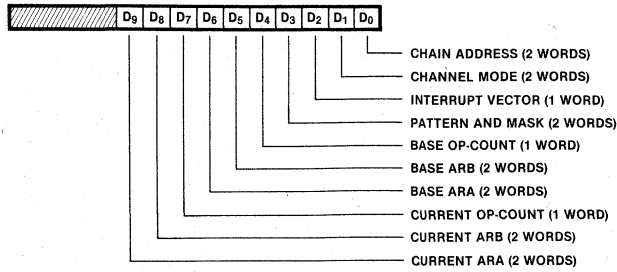 D9 D8 D7 D6 D5 D4 D3 D2 D1 D0
CHAIN ADDRESS (2 WORDS)
CHANNEL MODE (2 WORDS)
INTERRUPT VECTOR (1 WORD)
PATTERN AND MASK (2 WORDS)
BASE OP-COUNT (1 WORD)
BASE ARB (2 WORDS)
BASE ARA (2 WORDS)
CURRENT OP-COUNT (1 WORD)
CURRENT ARB (2 WORDS)
CURRENT ARA (2 WORDS)